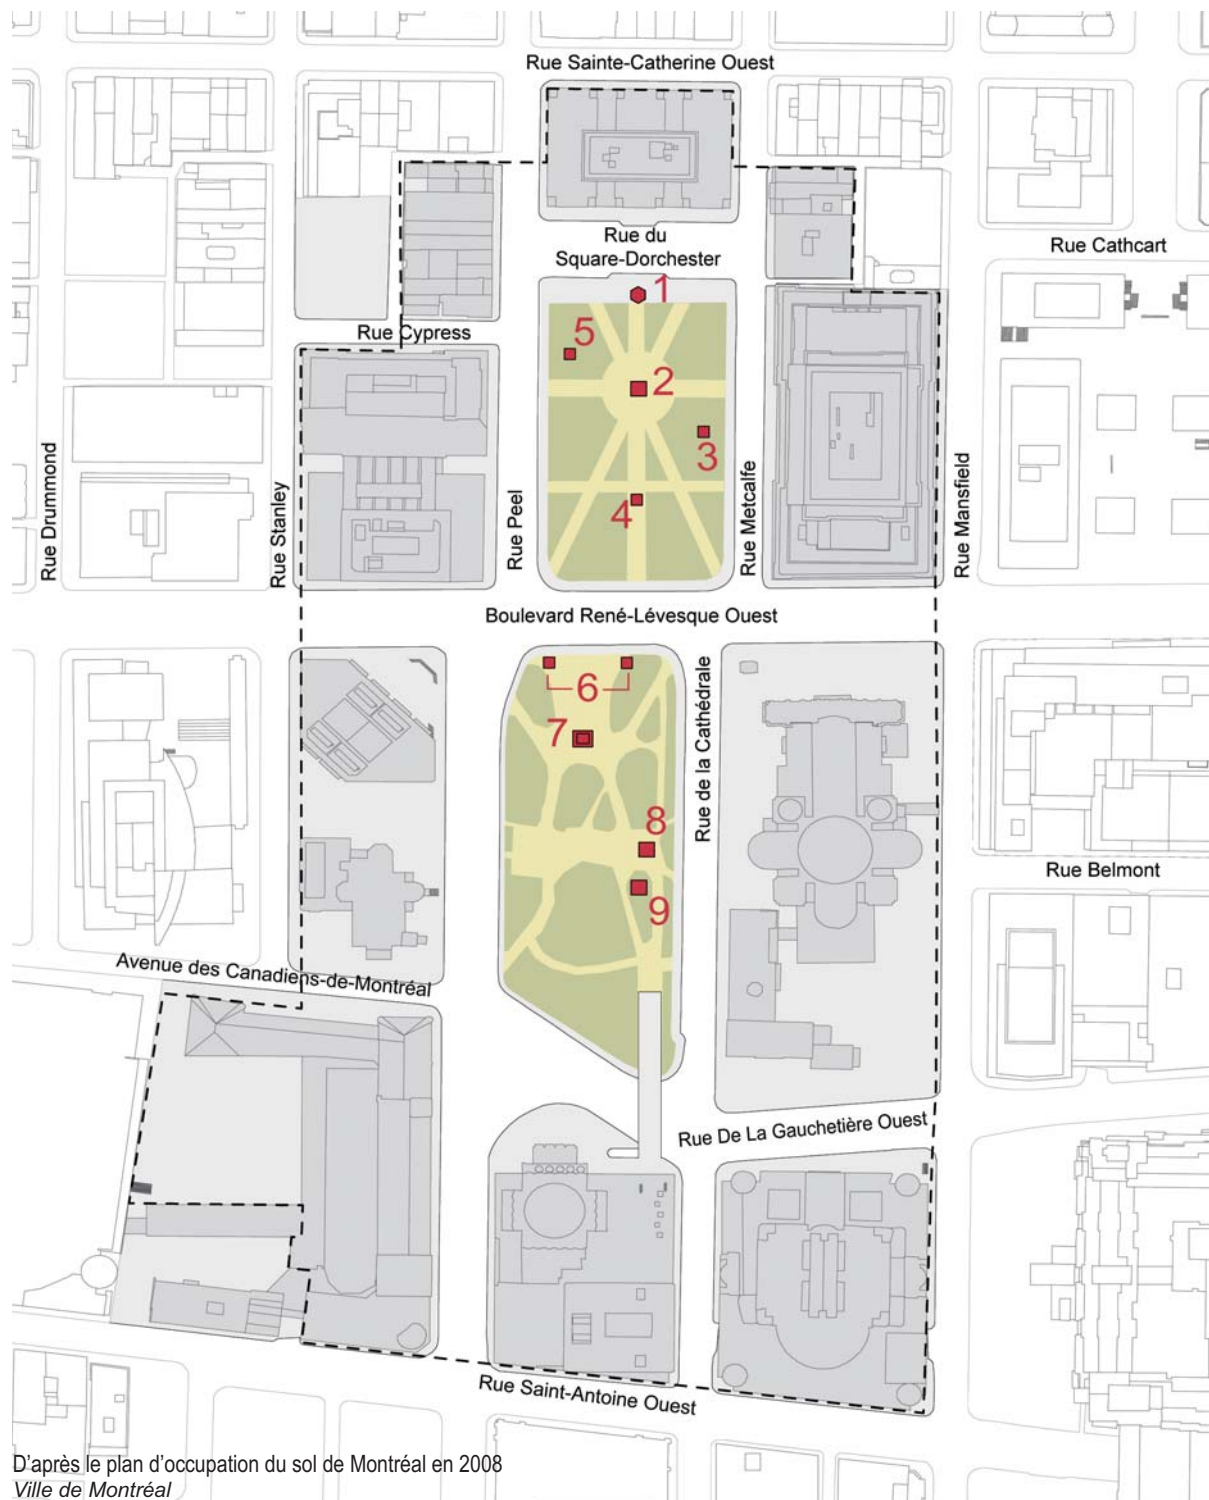 Rue Sainte-Catherine Ouest
Rue du
Square-Dorchester
Rue Cathcart
1
Rue Cypress
5
2
3
4
Rue Drummond
Rue Stanley
Rue Peel
Rue Metcalfe
Rue Mansfield
Boulevard René-Lévesque Ouest
6
7
Rue de la Cathédrale
8
9
Rue Belmont
Avenue des Canadiens-de-Montréal
Rue De La Gauchetière Ouest
Rue Saint-Antoine Ouest
D'après le plan d'occupation du sol de Montréal en 2008
Ville de Montréal